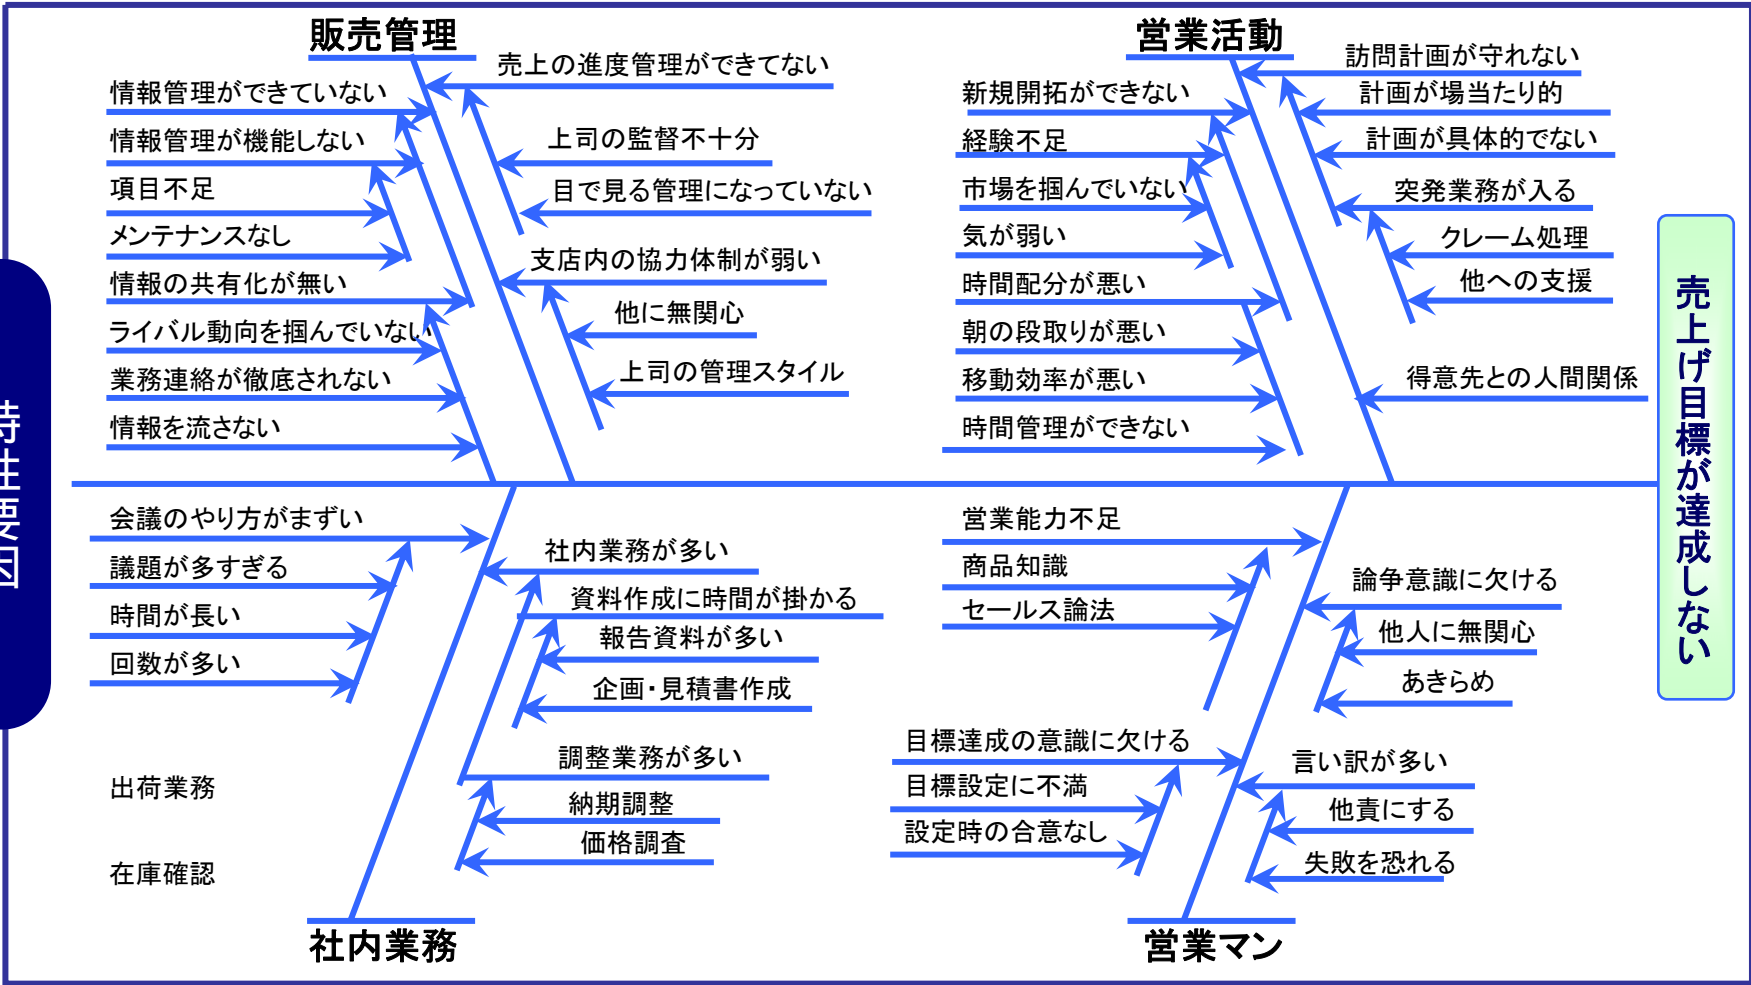 販売管理
売上の進度管理ができてない
情報管理ができていない
情報管理が機能しない
上司の監督不十分
項目不足
目で見る管理になっていない
メンテナンスなし
支店内の協力体制が弱い
情報の共有化が無い
他に無関心
ライバル動向を掴んでいない
業務連絡が徹底されない
上司の管理スタイル
情報を流さない
営業活動
訪問計画が守れない
新規開拓ができない
計画が場当たり的
経験不足
計画が具体的でない
市場を掴んでいない
突発業務が入る
気が弱い
クレーム処理
時間配分が悪い
他への支援
朝の段取りが悪い
移動効率が悪い
得意先との人間関係
時間管理ができない
売上げ目標が達成しない
特性要因
会議のやり方がまずい
社内業務が多い
議題が多すぎる
資料作成に時間が掛かる
時間が長い
報告資料が多い
回数が多い
企画・見積書作成
調整業務が多い
出荷業務
納期調整
価格調査
在庫確認
社内業務
営業能力不足
商品知識
論争意識に欠ける
セールス論法
他人に無関心
あきらめ
目標達成の意識に欠ける
言い訳が多い
目標設定に不満
他責にする
設定時の合意なし
失敗を恐れる
営業マン